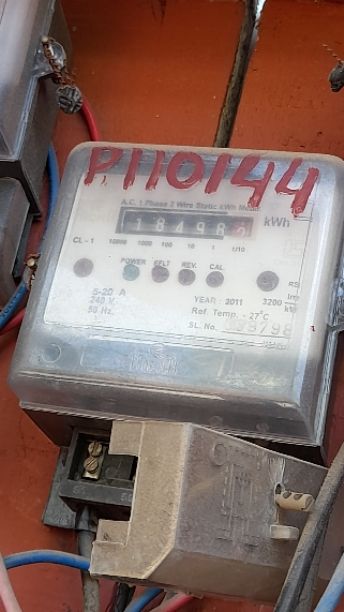 P110144
A.C. 1 Phase 2 Wire Static kWh Meter
18498 kWh
CL-1 10000 1000 100 10 1 1/10
POWER EFLT REV. CAL.
5-20 A
240 V
50 Hz.
YEAR : 2011
3200
Ref. Temp. - 27°C
SL. No.